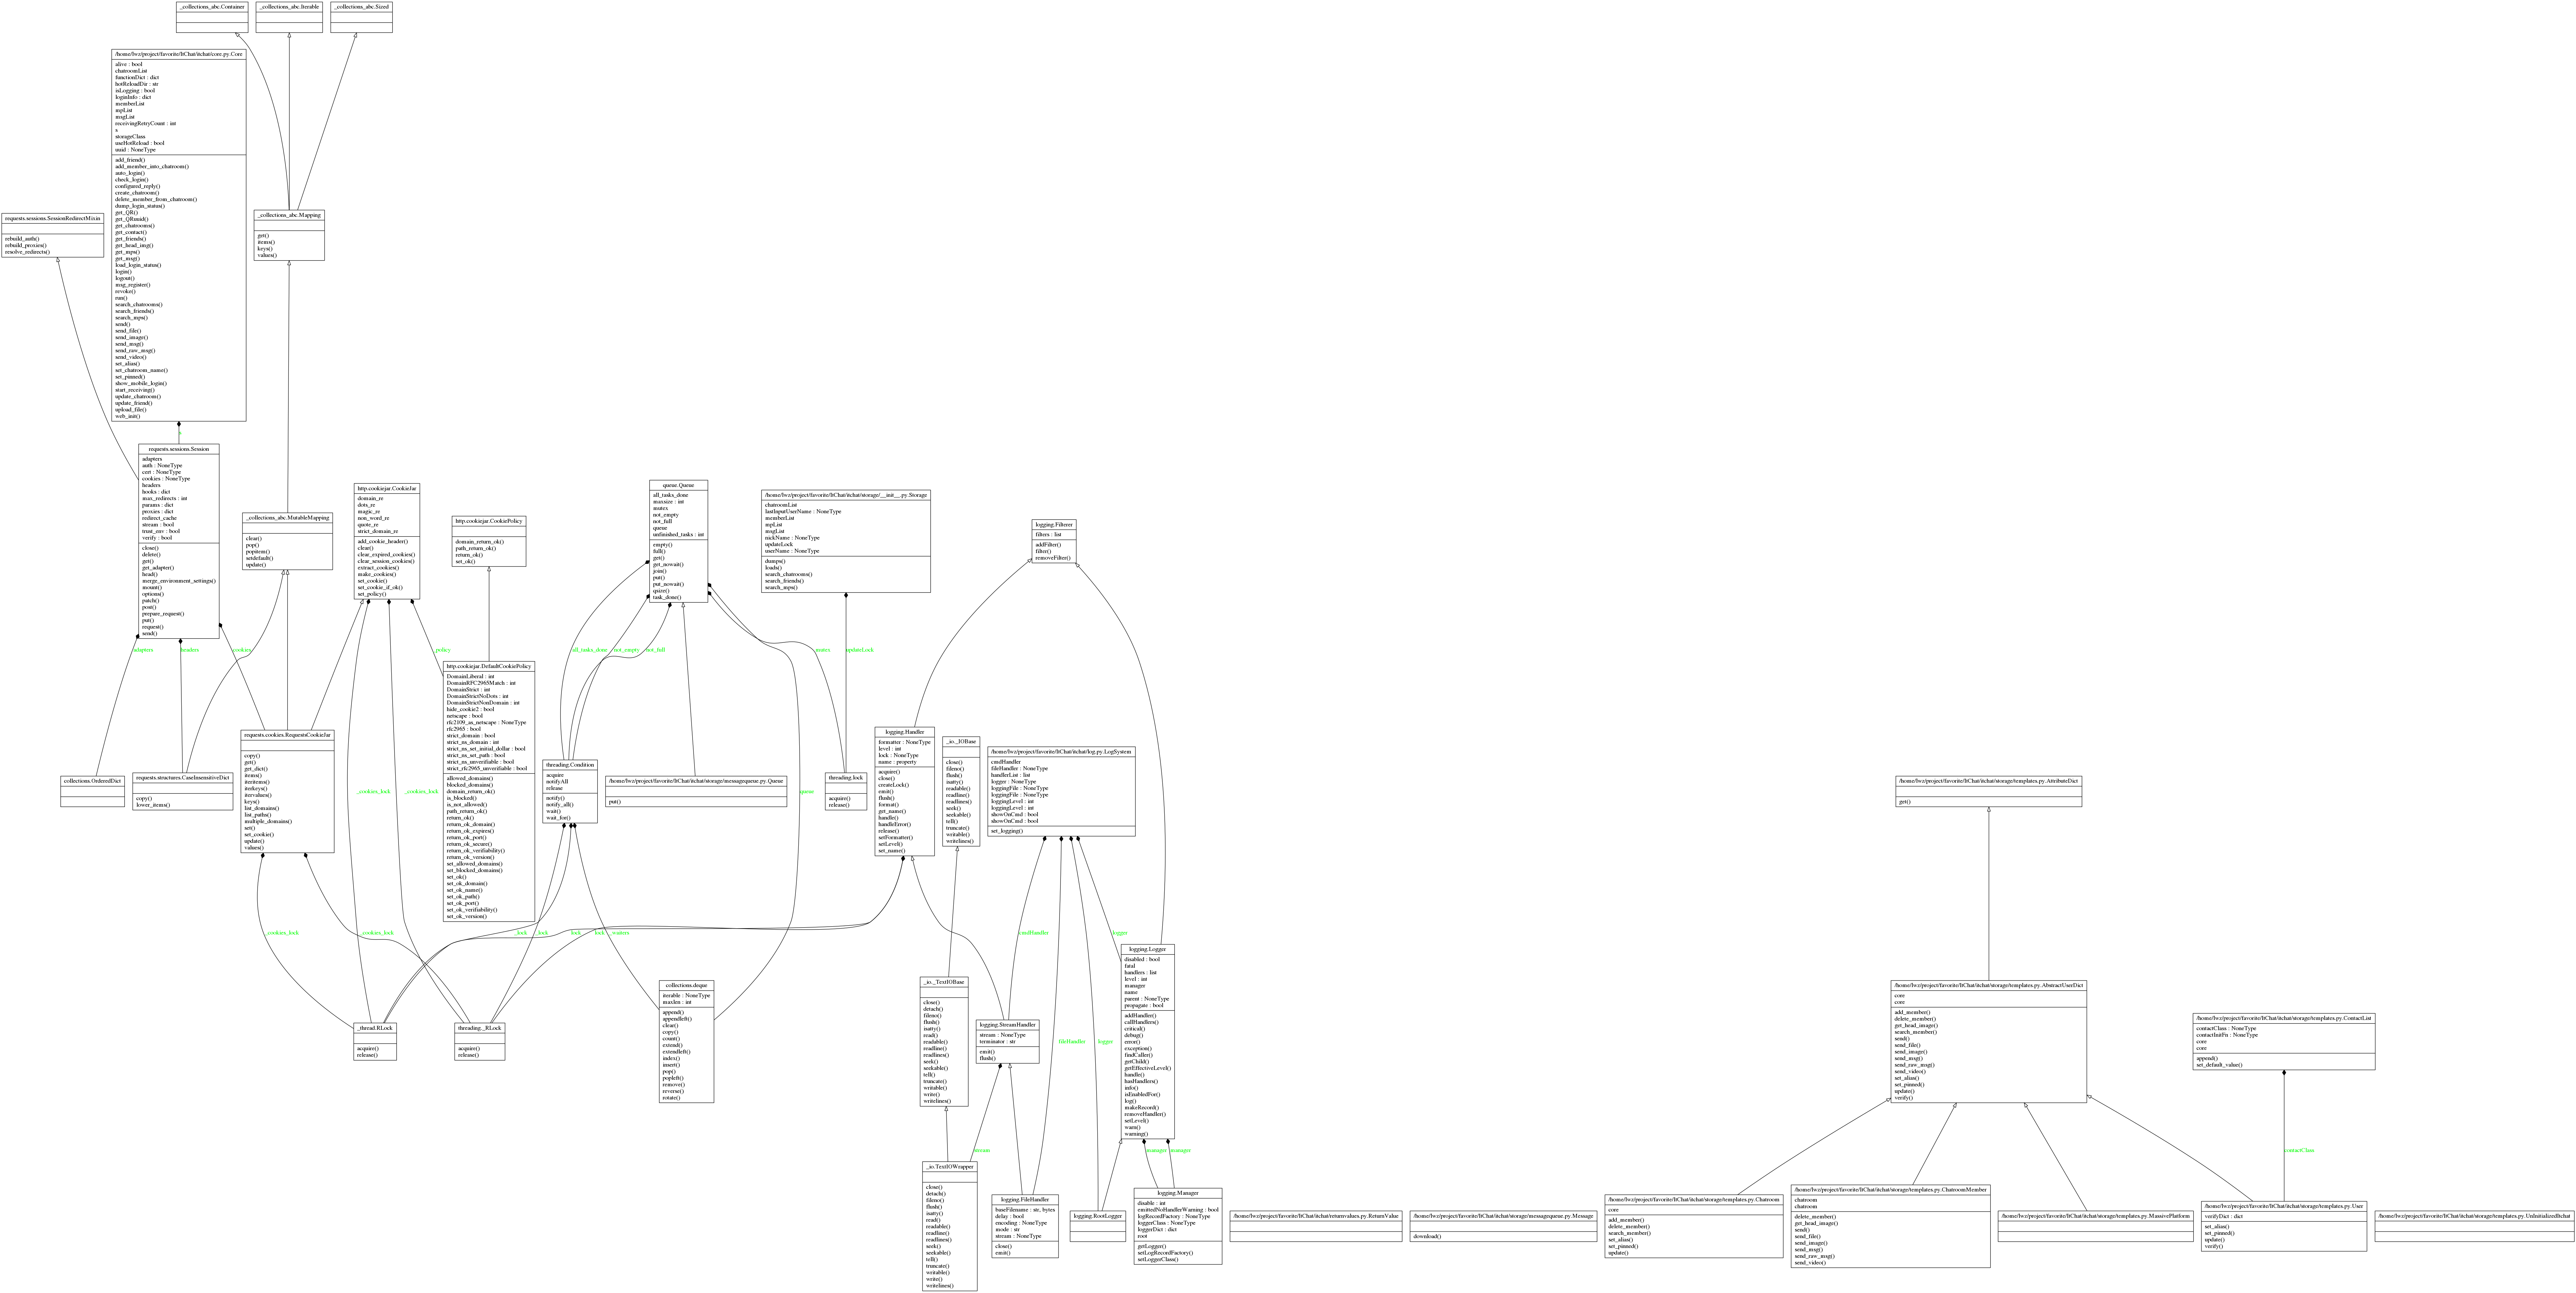 _collections_abc.Container
_collections_abc.Iterable
_collections_abc.Sized
/home/lwz/project/favorite/ItChat/itchat/core.py.Core
alive : bool
chatroomList
functionDict : dict
hotReloadDir : str
isLogging : bool
loginInfo : dict
memberList
mpList
msgList
receivingRetryCount : int
s
storageClass
useHotReload : bool
uuid : NoneType
add_friend()
add_member_into_chatroom()
auto_login()
check_login()
configured_reply()
create_chatroom()
delete_member_from_chatroom()
dump_login_status()
get_QR()
get_QRuuid()
get_chatrooms()
get_contact()
get_friends()
get_head_img()
get_mps()
get_msg()
load_login_status()
login()
logout()
msg_register()
revoke()
run()
search_chatrooms()
search_friends()
search_mps()
send()
send_file()
send_image()
send_msg()
send_raw_msg()
send_video()
set_alias()
set_chatroom_name()
set_pinned()
show_mobile_login()
start_receiving()
update_chatroom()
update_friend()
upload_file()
web_init()
requests.sessions.SessionRedirectMixin
rebuild_auth()
rebuild_proxies()
resolve_redirects()
_collections_abc.Mapping
get()
items()
keys()
values()
s
requests.sessions.Session
adapters
auth : NoneType
cert : NoneType
cookies : NoneType
headers
hooks : dict
max_redirects : int
params : dict
proxies : dict
redirect_cache
stream : bool
trust_env : bool
verify : bool
close()
delete()
get()
get_adapter()
head()
merge_environment_settings()
mount()
options()
patch()
post()
prepare_request()
put()
request()
send()
_collections_abc.MutableMapping
clear()
pop()
popitem()
setdefault()
update()
http.cookiejar.CookieJar
domain_re
dots_re
magic_re
non_word_re
quote_re
strict_domain_re
add_cookie_header()
clear()
clear_expired_cookies()
clear_session_cookies()
extract_cookies()
make_cookies()
set_cookie()
set_cookie_if_ok()
set_policy()
http.cookiejar.CookiePolicy
domain_return_ok()
path_return_ok()
return_ok()
set_ok()
queue.Queue
all_tasks_done
maxsize : int
mutex
not_empty
not_full
queue
unfinished_tasks : int
empty()
full()
get()
get_nowait()
join()
put()
put_nowait()
qsize()
task_done()
/home/lwz/project/favorite/ItChat/itchat/storage/__init__.py.Storage
chatroomList
lastInputUserName : NoneType
memberList
mpList
msgList
nickName : NoneType
updateLock
userName : NoneType
dumps()
loads()
search_chatrooms()
search_friends()
search_mps()
logging.Filterer
filters : list
addFilter()
filter()
removeFilter()
adapters
headers
cookies
_policy
all_tasks_done
not_empty
not_full
mutex
updateLock
http.cookiejar.DefaultCookiePolicy
DomainLiberal : int
DomainRFC2965Match : int
DomainStrict : int
DomainStrictNoDots : int
DomainStrictNonDomain : int
hide_cookie2 : bool
netscape : bool
rfc2109_as_netscape : NoneType
rfc2965 : bool
strict_domain : bool
strict_ns_domain : int
strict_ns_set_initial_dollar : bool
strict_ns_set_path : bool
strict_ns_unverifiable : bool
strict_rfc2965_unverifiable : bool
allowed_domains()
blocked_domains()
domain_return_ok()
is_blocked()
is_not_allowed()
path_return_ok()
return_ok()
return_ok_domain()
return_ok_expires()
return_ok_port()
return_ok_secure()
return_ok_verifiability()
return_ok_version()
set_allowed_domains()
set_blocked_domains()
set_ok()
set_ok_domain()
set_ok_name()
set_ok_path()
set_ok_port()
set_ok_verifiability()
set_ok_version()
collections.OrderedDict
requests.structures.CaseInsensitiveDict
copy()
lower_items()
requests.cookies.RequestsCookieJar
copy()
get()
get_dict()
items()
iteritems()
iterkeys()
itervalues()
keys()
list_domains()
list_paths()
multiple_domains()
set()
set_cookie()
update()
values()
_cookies_lock
_cookies_lock
threading.Condition
acquire
notifyAll
release
notify()
notify_all()
wait()
wait_for()
/home/lwz/project/favorite/ItChat/itchat/storage/messagequeue.py.Queue
put()
queue
threading.lock
acquire()
release()
logging.Handler
formatter : NoneType
level : int
lock : NoneType
name : property
acquire()
close()
createLock()
emit()
flush()
format()
get_name()
handle()
handleError()
release()
setFormatter()
setLevel()
set_name()
_io._IOBase
close()
fileno()
flush()
isatty()
readable()
readline()
readlines()
seek()
seekable()
tell()
truncate()
writable()
writelines()
/home/lwz/project/favorite/ItChat/itchat/log.py.LogSystem
cmdHandler
fileHandler : NoneType
handlerList : list
logger : NoneType
loggingFile : NoneType
loggingFile : NoneType
loggingLevel : int
loggingLevel : int
showOnCmd : bool
showOnCmd : bool
set_logging()
/home/lwz/project/favorite/ItChat/itchat/storage/templates.py.AttributeDict
get()
_cookies_lock
_cookies_lock
_lock
_lock
lock
lock
_waiters
cmdHandler
logger
fileHandler
logger
_thread.RLock
acquire()
release()
threading._RLock
acquire()
release()
collections.deque
iterable : NoneType
maxlen : int
append()
appendleft()
clear()
copy()
count()
extend()
extendleft()
index()
insert()
pop()
popleft()
remove()
reverse()
rotate()
_io._TextIOBase
close()
detach()
fileno()
flush()
isatty()
read()
readable()
readline()
readlines()
seek()
seekable()
tell()
truncate()
writable()
write()
writelines()
logging.StreamHandler
stream : NoneType
terminator : str
emit()
flush()
logging.Logger
disabled : bool
fatal
handlers : list
level : int
manager
name
parent : NoneType
propagate : bool
addHandler()
callHandlers()
critical()
debug()
error()
exception()
findCaller()
getChild()
getEffectiveLevel()
handle()
hasHandlers()
info()
isEnabledFor()
log()
makeRecord()
removeHandler()
setLevel()
warn()
warning()
/home/lwz/project/favorite/ItChat/itchat/storage/templates.py.AbstractUserDict
core
core
add_member()
delete_member()
get_head_image()
search_member()
send()
send_file()
send_image()
send_msg()
send_raw_msg()
send_video()
set_alias()
set_pinned()
update()
verify()
/home/lwz/project/favorite/ItChat/itchat/storage/templates.py.ContactList
contactClass : NoneType
contactInitFn : NoneType
core
core
append()
set_default_value()
stream
manager
manager
contactClass
_io.TextIOWrapper
close()
detach()
fileno()
flush()
isatty()
read()
readable()
readline()
readlines()
seek()
seekable()
tell()
truncate()
writable()
write()
writelines()
logging.FileHandler
baseFilename : str, bytes
delay : bool
encoding : NoneType
mode : str
stream : NoneType
close()
emit()
logging.RootLogger
logging.Manager
disable : int
emittedNoHandlerWarning : bool
logRecordFactory : NoneType
loggerClass : NoneType
loggerDict : dict
root
getLogger()
setLogRecordFactory()
setLoggerClass()
/home/lwz/project/favorite/ItChat/itchat/returnvalues.py.ReturnValue
/home/lwz/project/favorite/ItChat/itchat/storage/messagequeue.py.Message
download()
/home/lwz/project/favorite/ItChat/itchat/storage/templates.py.Chatroom
core
add_member()
delete_member()
search_member()
set_alias()
set_pinned()
update()
/home/lwz/project/favorite/ItChat/itchat/storage/templates.py.ChatroomMember
chatroom
chatroom
delete_member()
get_head_image()
send_file()
send_image()
send_msg()
send_raw_msg()
send_video()
/home/lwz/project/favorite/ItChat/itchat/storage/templates.py.MassivePlatform
/home/lwz/project/favorite/ItChat/itchat/storage/templates.py.User
verifyDict : dict
set_alias()
set_pinned()
update()
verify()
/home/lwz/project/favorite/ItChat/itchat/storage/templates.py.UnInitializedItchat